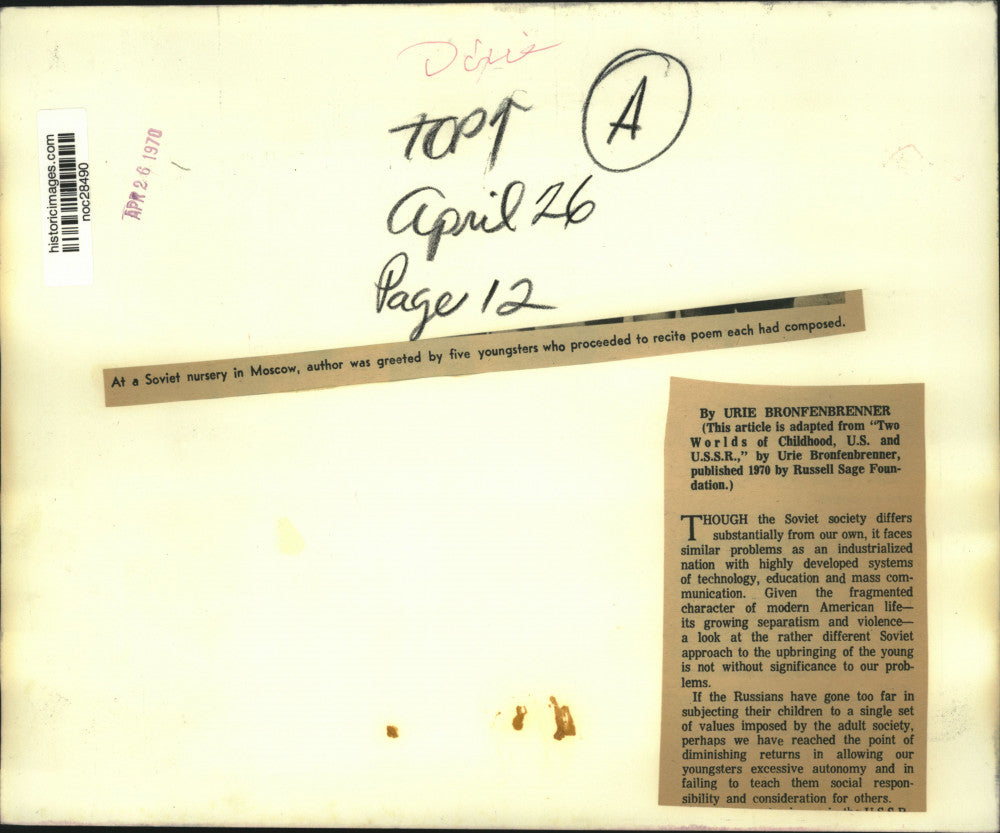 Dixie
TOP↑
A
April 26
Page 12
historicimages.com
noc28490
APR 26 1970
At a Soviet nursery in Moscow, author was greeted by five youngsters who proceeded to recite poem each had composed.
By URIE BRONFENBRENNER
(This article is adapted from "Two
Worlds of Childhood, U.S. and
U.S.S.R.," by Urie Bronfenbrenner,
published 1970 by Russell Sage Foun-
dation.)
THOUGH the Soviet society differs
substantially from our own, it faces
similar problems as an industrialized
nation with highly developed systems
of technology, education and mass com-
munication. Given the fragmented
character of modern American life—
its growing separatism and violence—
a look at the rather different Soviet
approach to the upbringing of the young
is not without significance to our prob-
lems.
If the Russians have gone too far in
subjecting their children to a single set
of values imposed by the adult society,
perhaps we have reached the point of
diminishing returns in allowing our
youngsters excessive autonomy and in
failing to teach them social respon-
sibility and consideration for others.